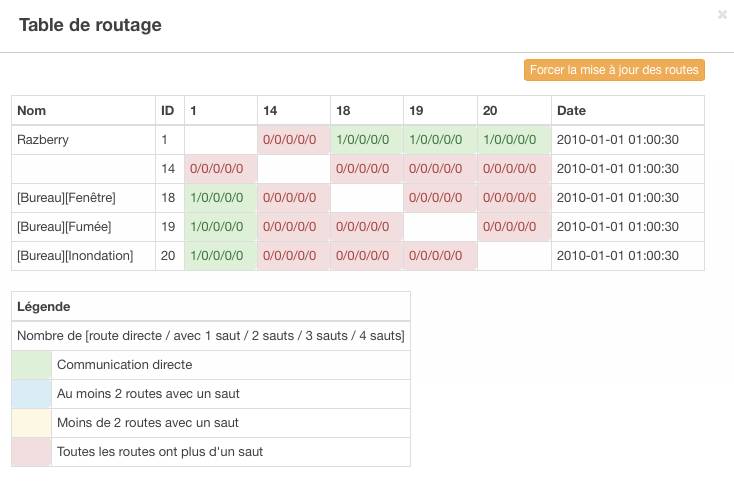 Table de routage
×
Forcer la mise à jour des routes
Nom ID 1 14 18 19 20 Date
Razberry 1 0/0/0/0/0 1/0/0/0/0 1/0/0/0/0 1/0/0/0/0 2010-01-01 01:00:30
14 0/0/0/0/0 0/0/0/0/0 0/0/0/0/0 0/0/0/0/0 2010-01-01 01:00:30
[Bureau][Fenêtre] 18 1/0/0/0/0 0/0/0/0/0 0/0/0/0/0 0/0/0/0/0 2010-01-01 01:00:30
[Bureau][Fumée] 19 1/0/0/0/0 0/0/0/0/0 0/0/0/0/0 0/0/0/0/0 2010-01-01 01:00:30
[Bureau][Inondation] 20 1/0/0/0/0 0/0/0/0/0 0/0/0/0/0 0/0/0/0/0 2010-01-01 01:00:30
Légende
Nombre de [route directe / avec 1 saut / 2 sauts / 3 sauts / 4 sauts]
Communication directe
Au moins 2 routes avec un saut
Moins de 2 routes avec un saut
Toutes les routes ont plus d'un saut